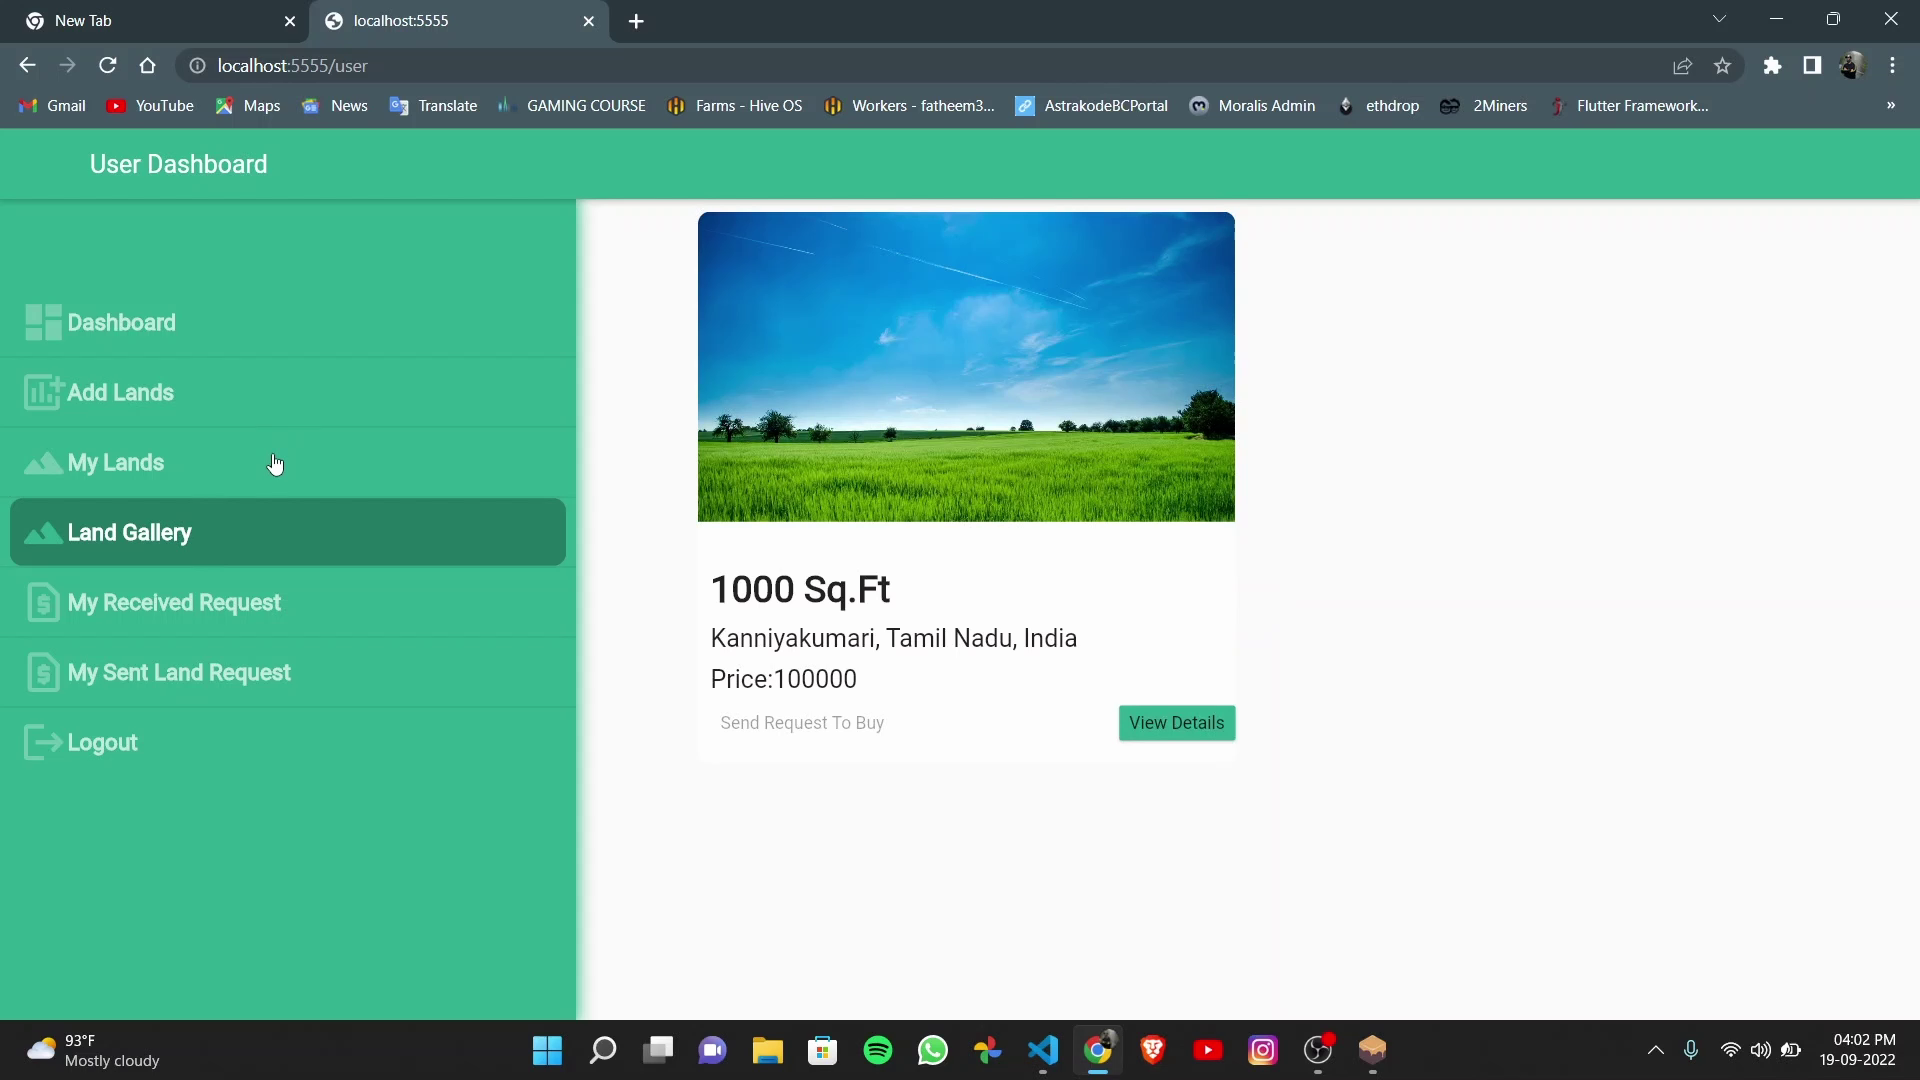 New Tab
localhost:5555
localhost:5555/user
Gmail
YouTube
Maps
News
Translate
GAMING COURSE
Farms - Hive OS
Workers - fatheem3...
AstrakodeBCPortal
Moralis Admin
ethdrop
2Miners
Flutter Framework...
»
User Dashboard
Dashboard
Add Lands
My Lands
Land Gallery
My Received Request
My Sent Land Request
Logout
1000 Sq.Ft
Kanniyakumari, Tamil Nadu, India
Price:100000
Send Request To Buy
View Details
93°F
Mostly cloudy
04:02 PM
19-09-2022